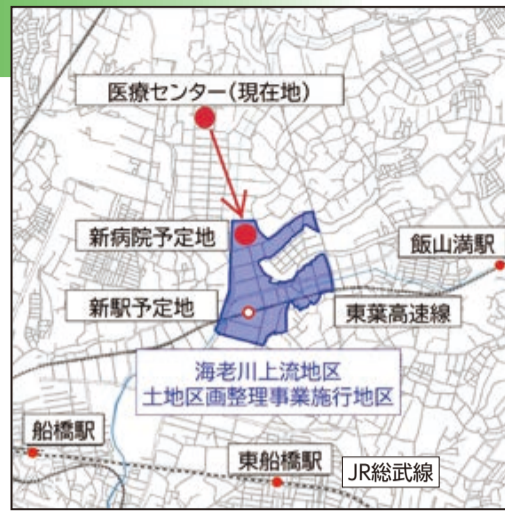 医療センター(現在地)
新病院予定地
飯山満駅
新駅予定地
東葉高速線
海老川上流地区
土地区画整理事業施行地区
船橋駅
東船橋駅
JR総武線